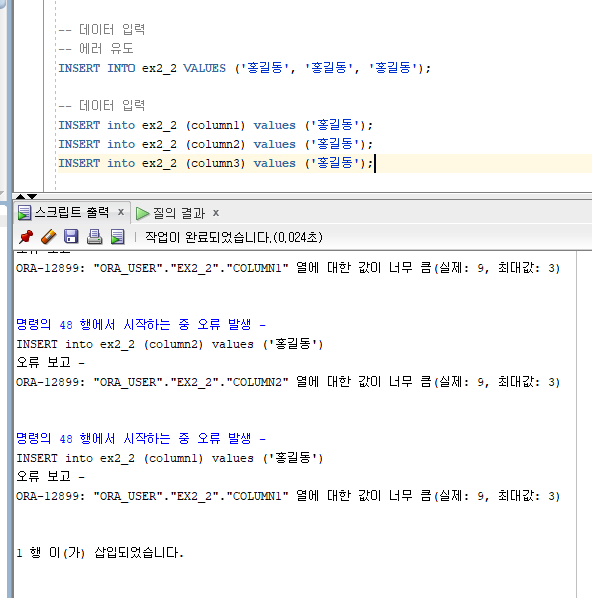 -- 데이터 입력
-- 에러 유도
INSERT INTO ex2_2 VALUES ('홍길동', '홍길동', '홍길동');
-- 데이터 입력
INSERT into ex2_2 (column1) values ('홍길동');
INSERT into ex2_2 (column2) values ('홍길동');
INSERT into ex2_2 (column3) values ('홍길동');
스크립트 출력 x 질의 결과 x
작업이 완료되었습니다.(0,024초)
오류 보고 -
ORA-12899: "ORA_USER"."EX2_2"."COLUMN1" 열에 대한 값이 너무 큼(실제: 9, 최대값: 3)
명령의 48 행에서 시작하는 중 오류 발생 -
INSERT into ex2_2 (column2) values ('홍길동')
오류 보고 -
ORA-12899: "ORA_USER"."EX2_2"."COLUMN2" 열에 대한 값이 너무 큼(실제: 9, 최대값: 3)
명령의 48 행에서 시작하는 중 오류 발생 -
INSERT into ex2_2 (column1) values ('홍길동')
오류 보고 -
ORA-12899: "ORA_USER"."EX2_2"."COLUMN1" 열에 대한 값이 너무 큼(실제: 9, 최대값: 3)
1 행 이(가) 삽입되었습니다.